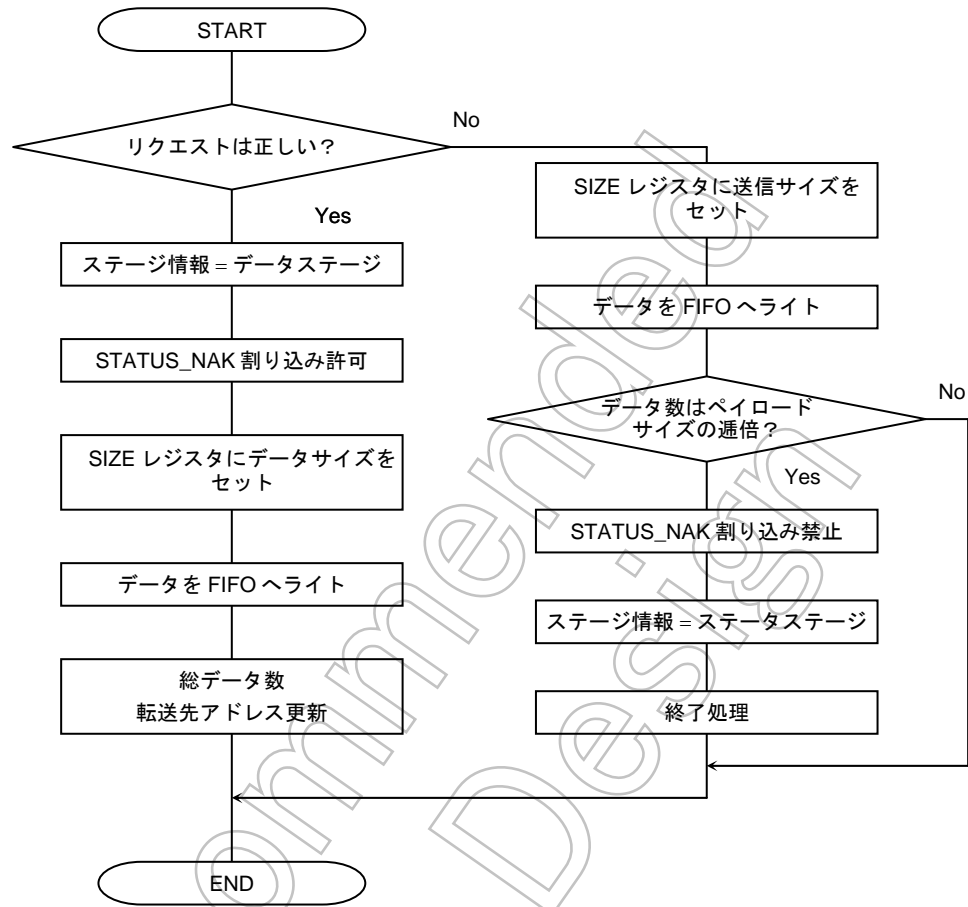 START
リクエストは正しい？
No
Yes
ステージ情報 = データステージ
STATUS_NAK 割り込み許可
SIZE レジスタにデータサイズを
セット
データを FIFO へライト
総データ数
転送先アドレス更新
SIZE レジスタに送信サイズを
セット
データを FIFO へライト
データ数はペイロード
サイズの逓倍？
No
Yes
STATUS_NAK 割り込み禁止
ステージ情報 = ステータステージ
終了処理
END
ommended
Design